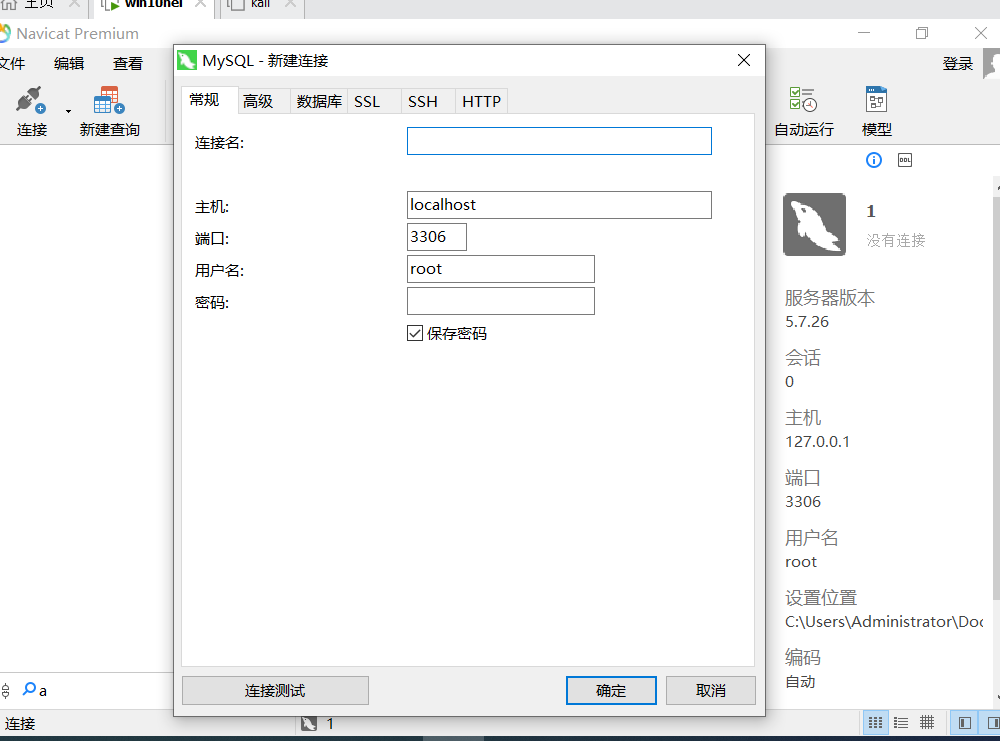 主页 win10nei kali
Navicat Premium
文件 编辑 查看 登录
连接 新建查询 自动运行 模型
MySQL - 新建连接
常规 高级 数据库 SSL SSH HTTP
连接名:
主机: localhost
端口: 3306
用户名: root
密码:
保存密码
连接测试 确定 取消
DDL
1
没有连接
服务器版本
5.7.26
会话
0
主机
127.0.0.1
端口
3306
用户名
root
设置位置
C:\Users\Administrator\Doc
编码
自动
a
连接 1